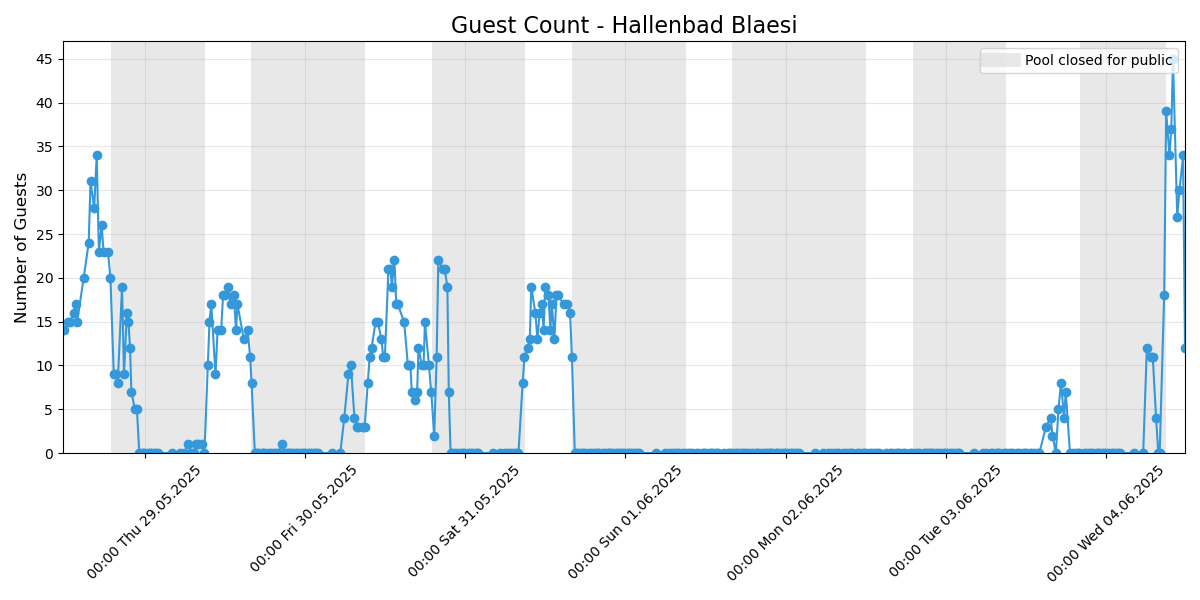 Guest Count - Hallenbad Blaesi
Pool closed for public
Number of Guests
45
40
35
30
25
20
15
10
5
0
00:00 Thu 29.05.2025
00:00 Fri 30.05.2025
00:00 Sat 31.05.2025
00:00 Sun 01.06.2025
00:00 Mon 02.06.2025
00:00 Tue 03.06.2025
00:00 Wed 04.06.2025